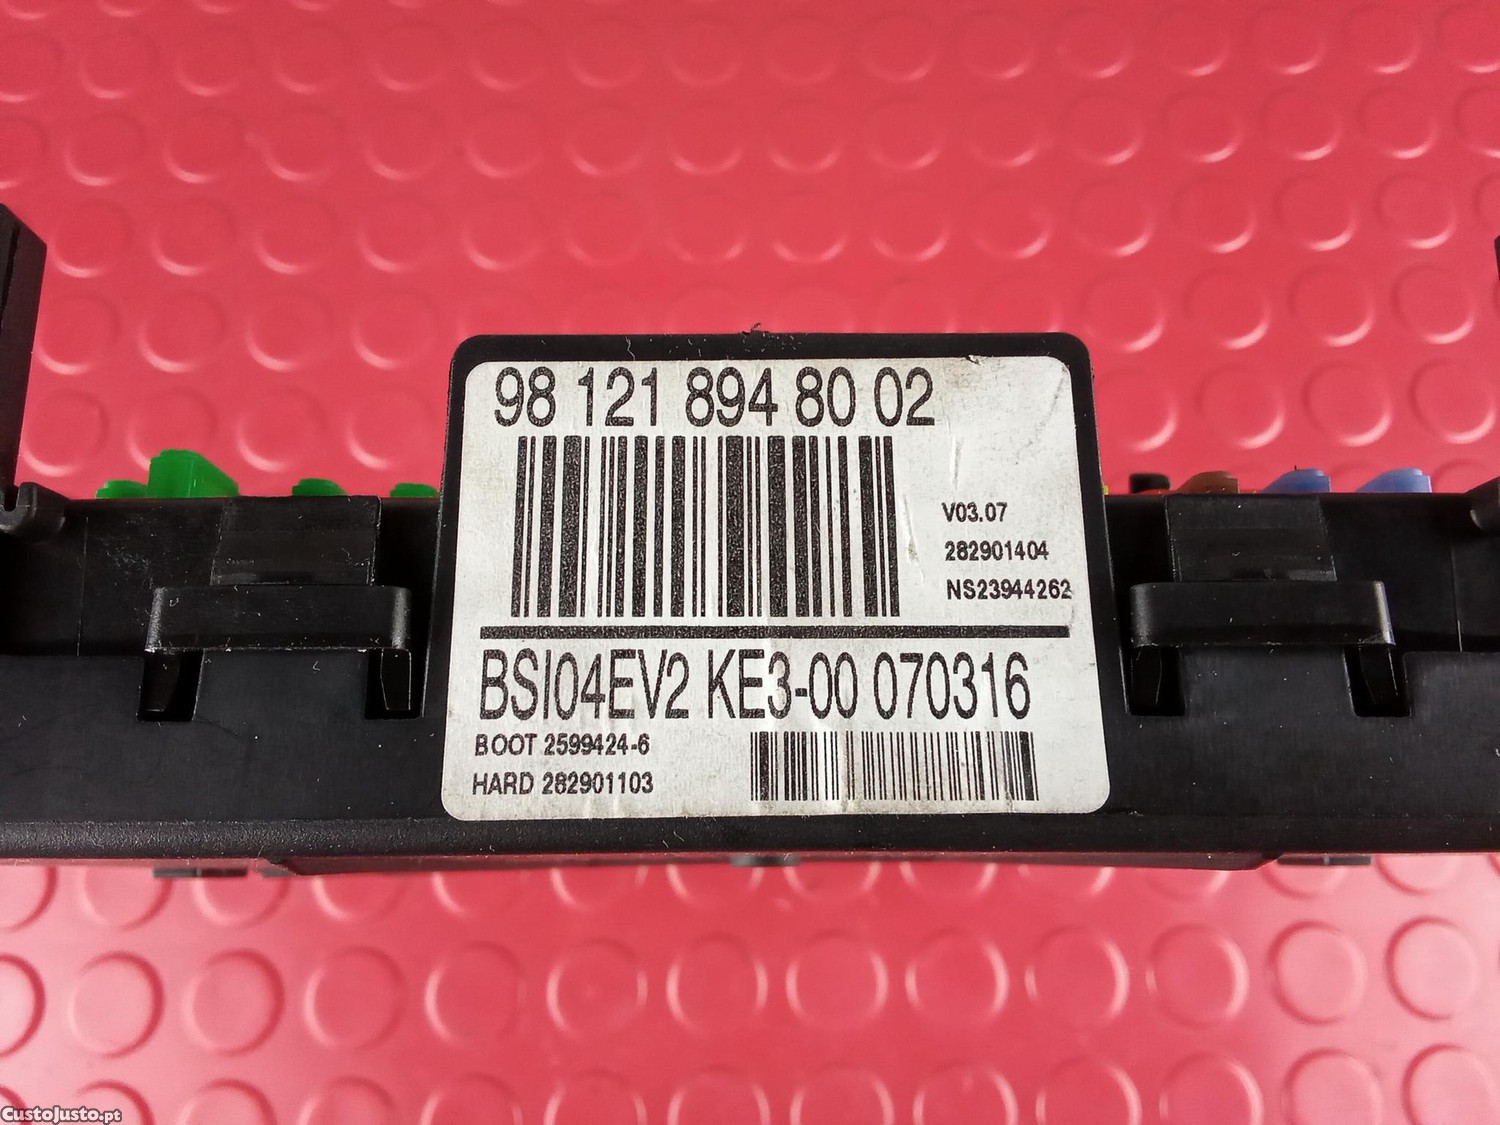 98 121 894 80 02
V03.07
282901404
NS23944262
BSI04EV2 KE3-00 070316
BOOT 2599424-6
HARD 282901103
CustoJusto.pt